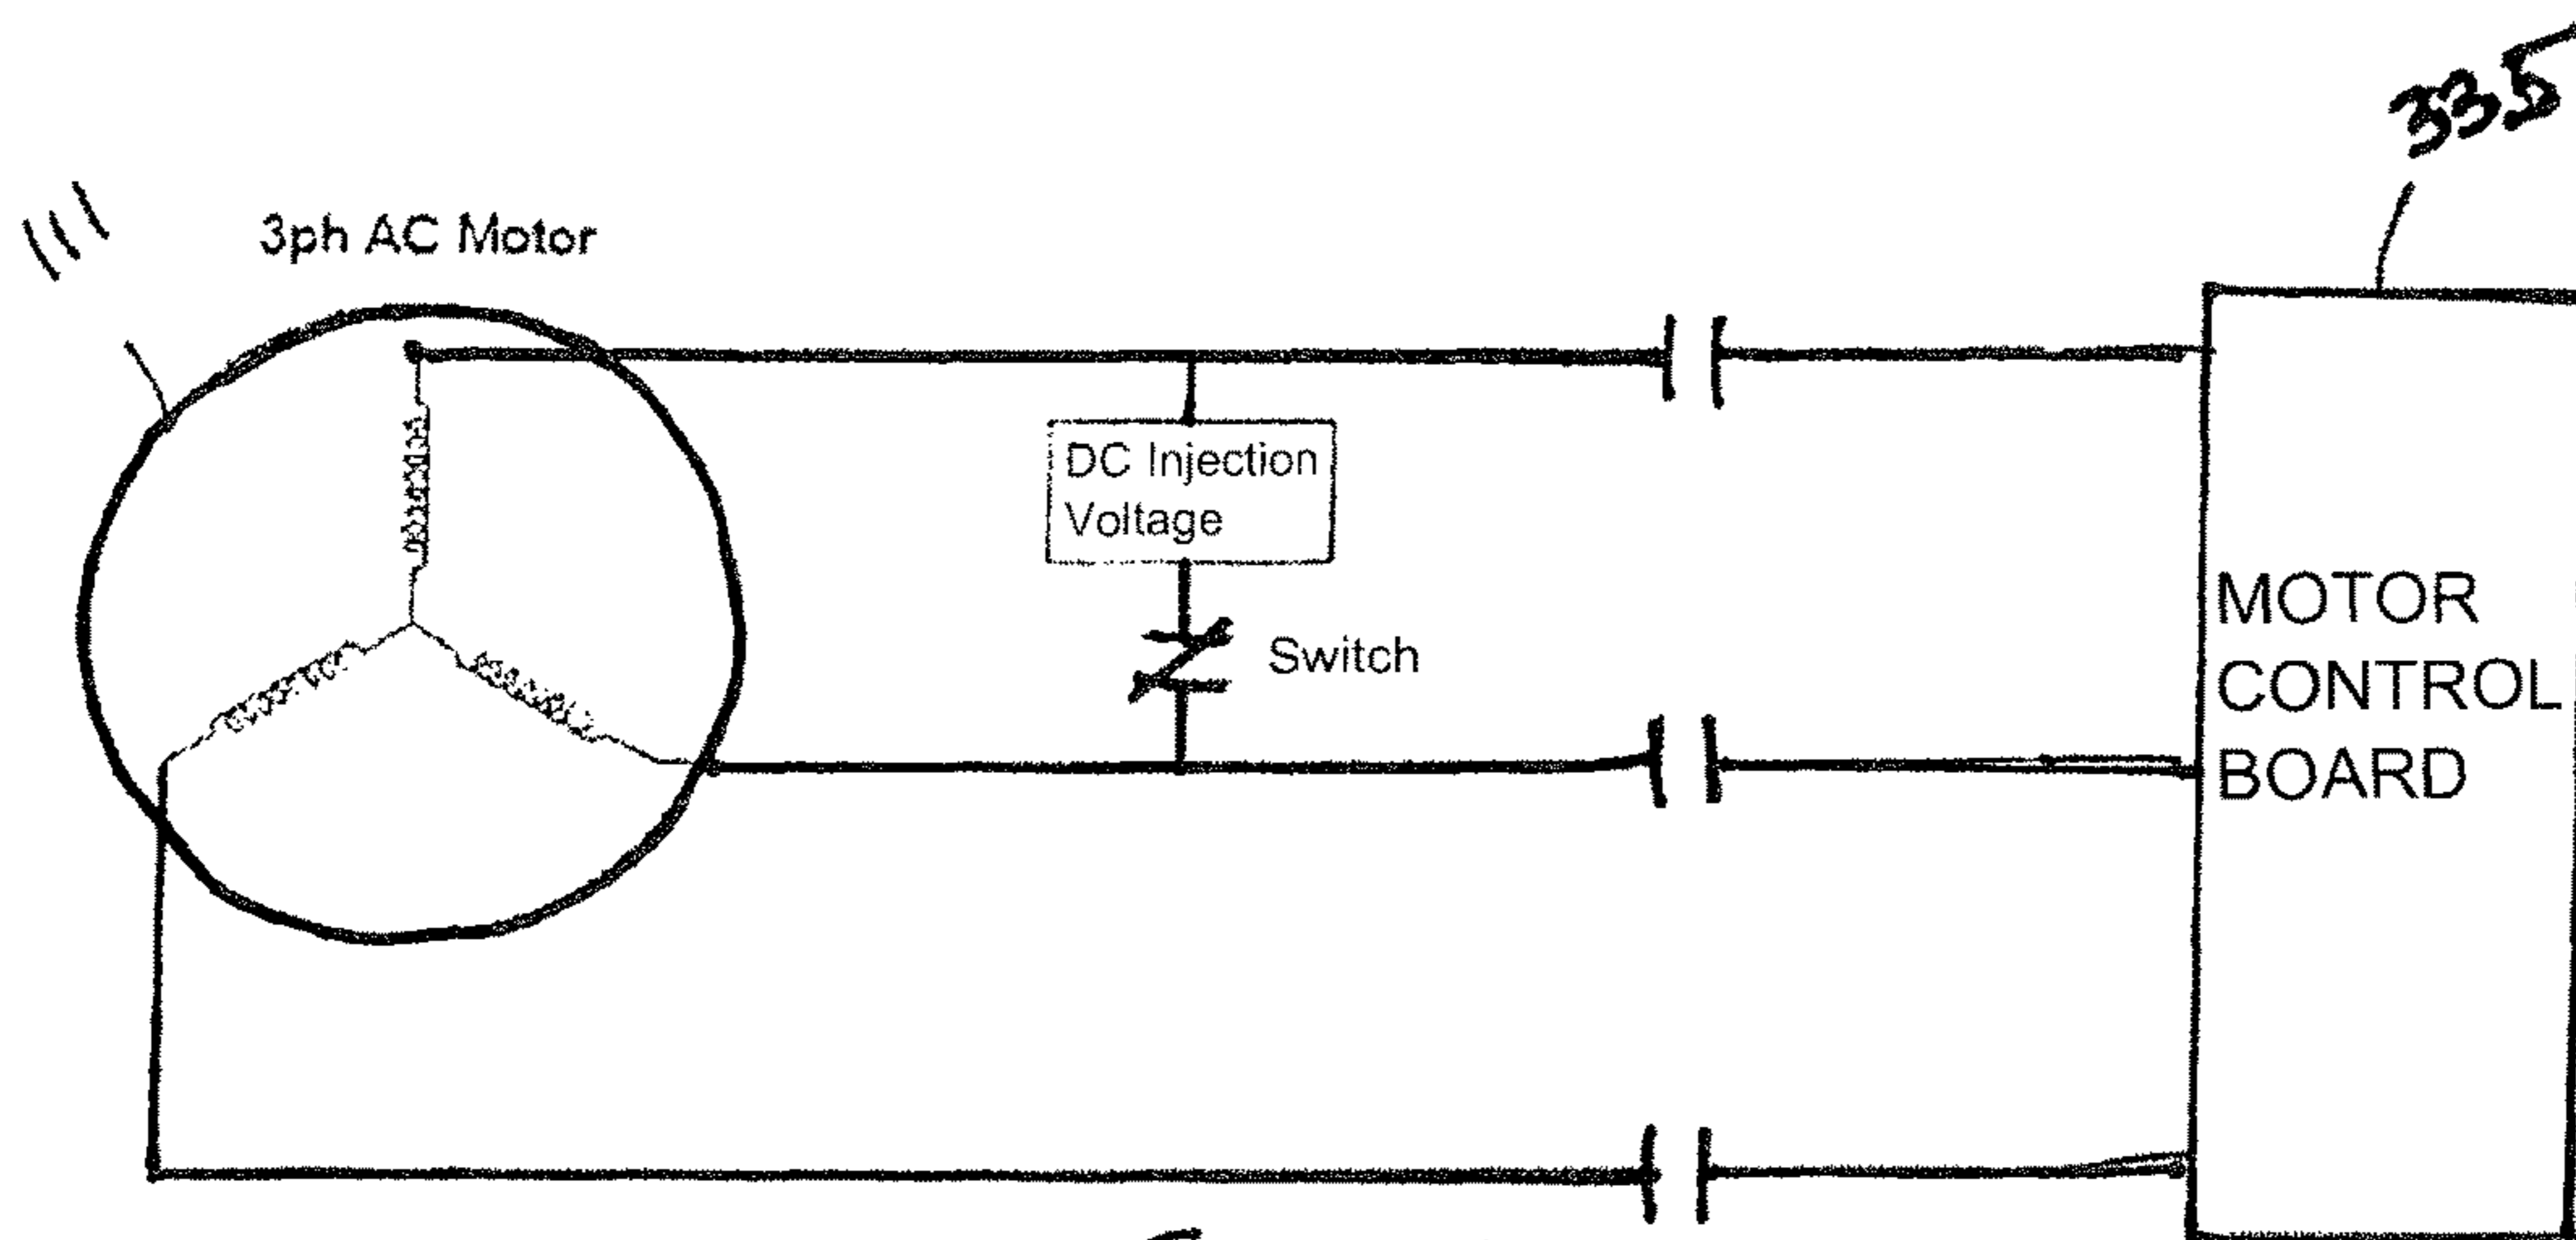 335
111
3ph AC Motor
DC Injection
Voltage
Switch
MOTOR
CONTROL
BOARD